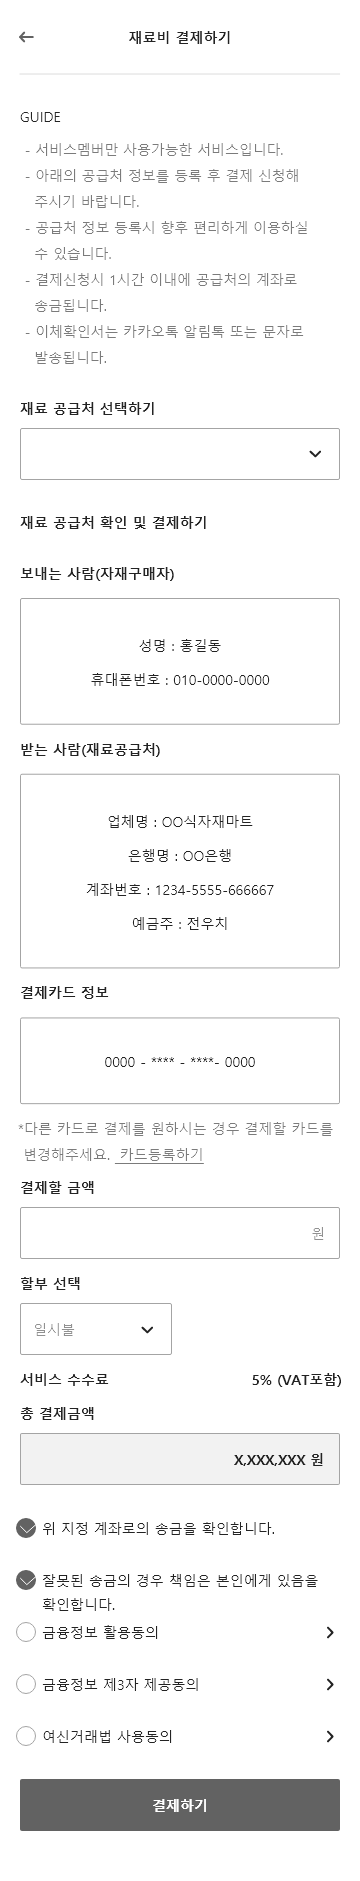 재료비 결제하기
GUIDE
- 서비스멤버만 사용가능한 서비스입니다.
- 아래의 공급처 정보를 등록 후 결제 신청해
주시기 바랍니다.
- 공급처 정보 등록시 향후 편리하게 이용하실
수 있습니다.
- 결제신청시 1시간 이내에 공급처의 계좌로
송금됩니다.
- 이체확인서는 카카오톡 알림톡 또는 문자로
발송됩니다.
재료 공급처 선택하기
재료 공급처 확인 및 결제하기
보내는 사람(자재구매자)
성명 : 홍길동
휴대폰번호 : 010-0000-0000
받는 사람(재료공급처)
업체명 : OO식자재마트
은행명 : OO은행
계좌번호 : 1234-5555-666667
예금주 : 전우치
결제카드 정보
0000 - **** - ****- 0000
*다른 카드로 결제를 원하시는 경우 결제할 카드를
변경해주세요. 카드등록하기
결제할 금액
원
할부 선택
일시불
서비스 수수료 5% (VAT포함)
총 결제금액
X,XXX,XXX 원
위 지정 계좌로의 송금을 확인합니다.
잘못된 송금의 경우 책임은 본인에게 있음을
확인합니다.
금융정보 활용동의
금융정보 제3자 제공동의
여신거래법 사용동의
결제하기